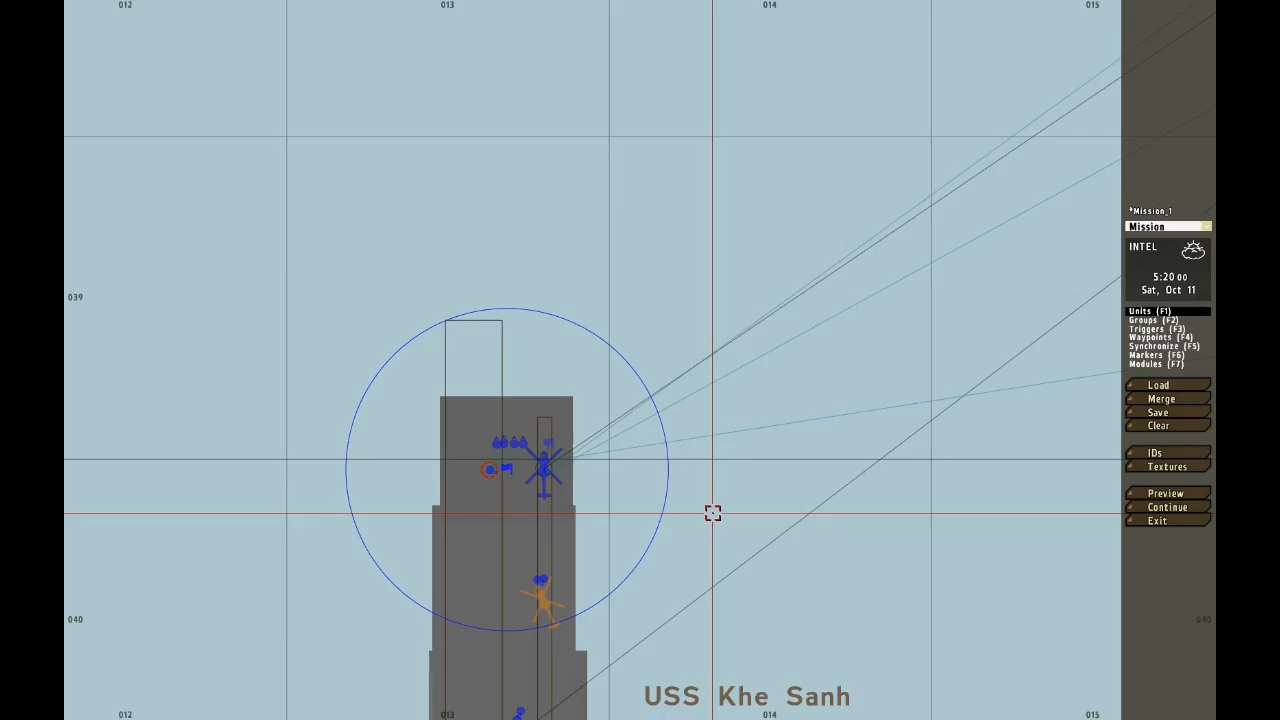 012 013 014 015
*Mission_1
Mission
INTEL
039
5:20 00
Sat, Oct 11
Units (F1)
Groups (F2)
Triggers (F3)
Waypoints (F4)
Synchronize (F5)
Markers (F6)
Modules (F7)
Load
Merge
Save
Clear
IDs
Textures
Preview
Continue
Exit
040 040
USS Khe Sanh
012 013 014 015